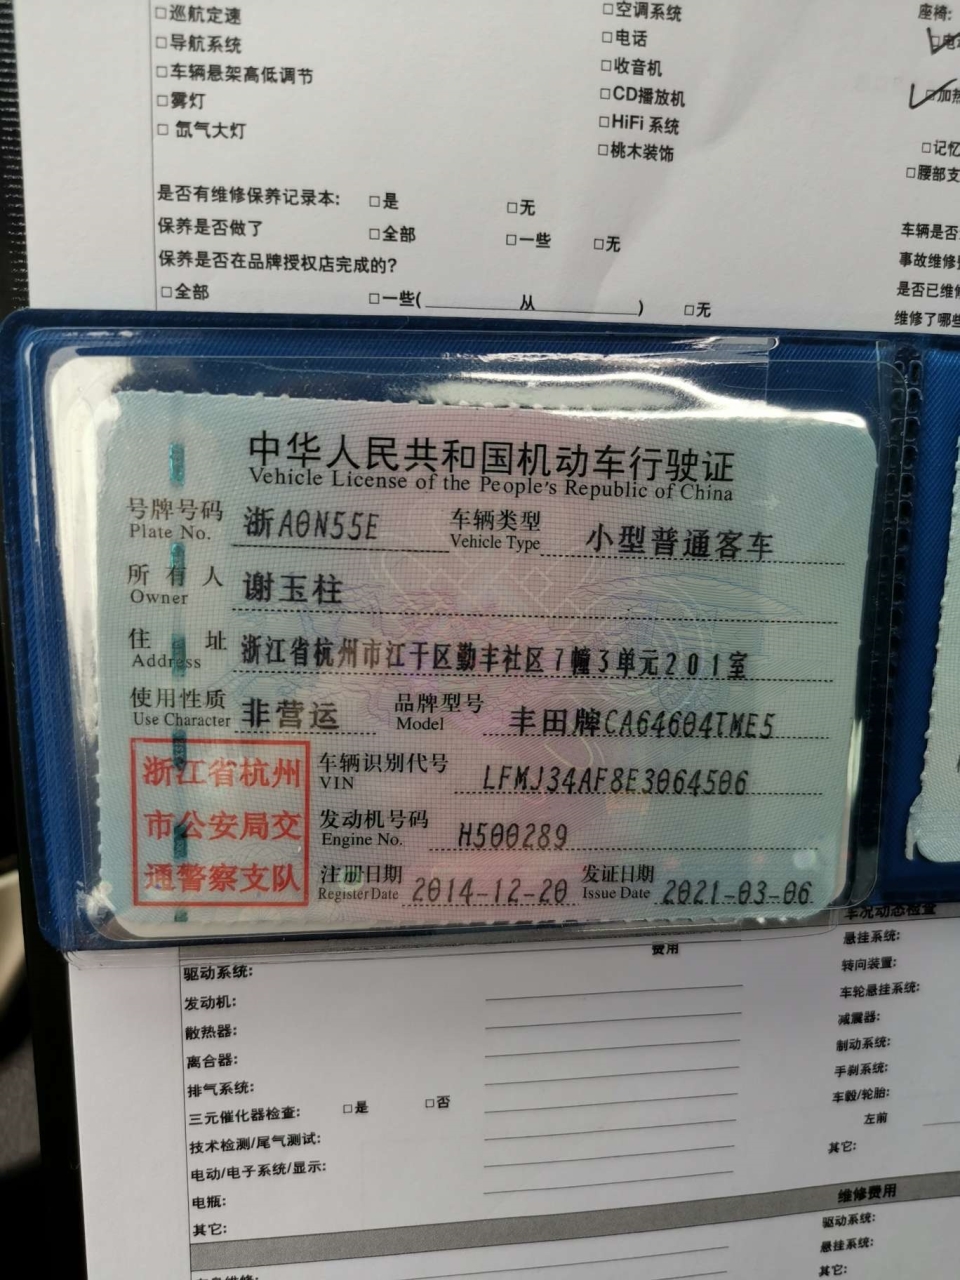 □巡航定速
□空调系统
座椅:
□导航系统
□电话
□车辆悬架高低调节
□收音机
□雾灯
□CD播放机
□加热
□ 氙气大灯
□HiFi 系统
□桃木装饰
□记忆
□腰部支
是否有维修保养记录本: □是 □无
保养是否做了 □全部 □一些 □无
车辆是否
保养是否在品牌授权店完成的?
事故维修
□全部 □一些( 从 ) □无
是否已维修
维修了哪些
中华人民共和国机动车行驶证
Vehicle License of the People's Republic of China
号牌号码 浙A0N55E 车辆类型 小型普通客车
Plate No. Vehicle Type
所有人 谢玉柱
Owner
住址 浙江省杭州市江干区勤丰社区7幢3单元201室
Address
使用性质 非营运 品牌型号 丰田牌CA64604TME5
Use Character Model
浙江省杭州市公安局交通警察支队
车辆识别代号 LFMJ34AF8E3064506
VIN
发动机号码 H500289
Engine No.
注册日期 2014-12-20 发证日期 2021-03-06
Register Date Issue Date
费用
车况动态检查
驱动系统:
悬挂系统:
发动机:
转向装置:
散热器:
车轮悬挂系统:
离合器:
减震器:
排气系统:
制动系统:
三元催化器检查: □是 □否
手刹系统:
技术检测/尾气测试:
车毂/轮胎:
电动/电子系统/显示:
左前
电瓶:
其它:
其它:
维修费用
驱动系统:
悬挂系统:
其它: